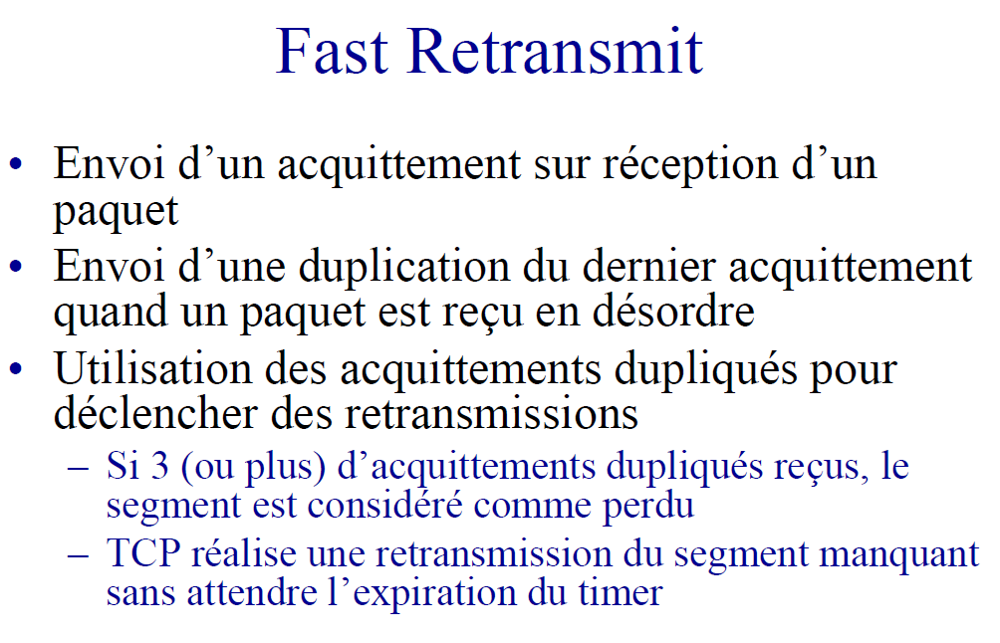 Fast Retransmit
• Envoi d’un acquittement sur réception d’un
paquet
• Envoi d’une duplication du dernier acquittement
quand un paquet est reçu en désordre
• Utilisation des acquittements dupliqués pour
déclencher des retransmissions
– Si 3 (ou plus) d’acquittements dupliqués reçus, le
segment est considéré comme perdu
– TCP réalise une retransmission du segment manquant
sans attendre l’expiration du timer